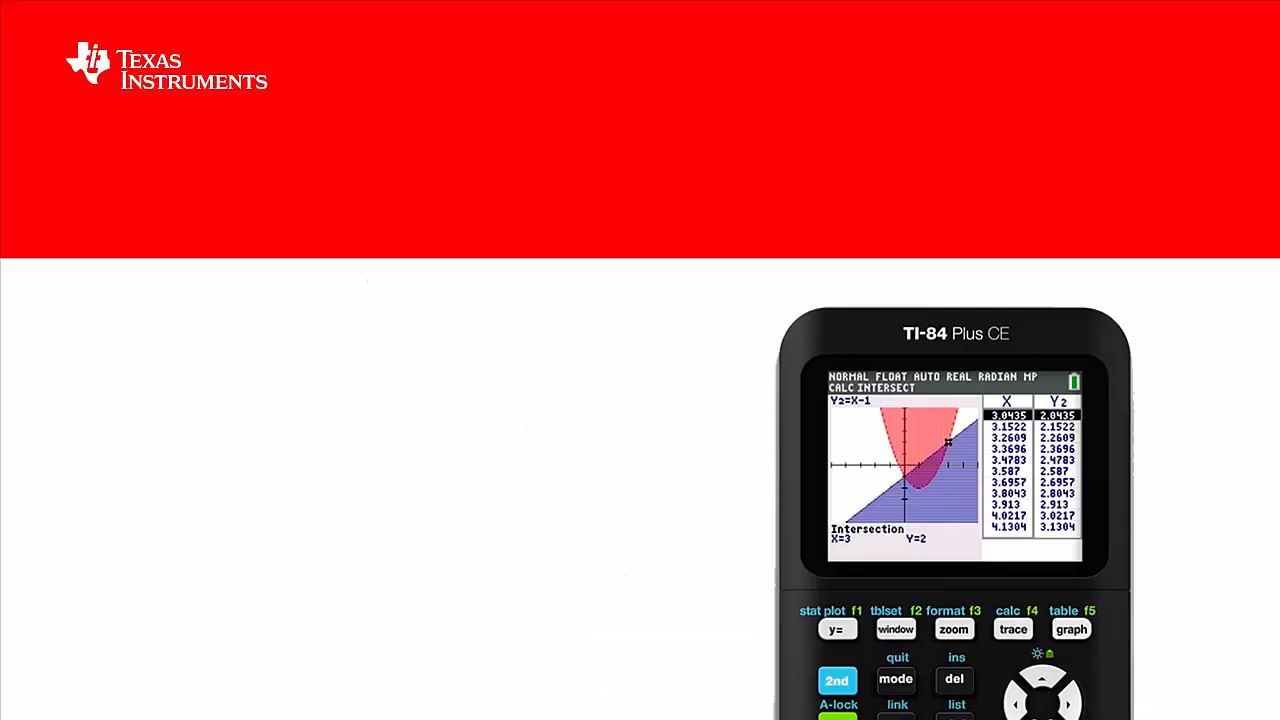 TEXAS
INSTRUMENTS
TI-84 Plus CE
NORMAL FLOAT AUTO REAL RADIAN MP
CALC INTERSECT
Y2=X-1
X Y2
3.0435 2.0435
3.1522 2.1522
3.2609 2.2609
3.3696 2.3696
3.4783 2.4783
3.587 2.587
3.6957 2.6957
3.8043 2.8043
3.913 2.913
4.0217 3.0217
4.1304 3.1304
Intersection
X=3 Y=2
stat plot f1 tblset f2 format f3 calc f4 table f5
y= window zoom trace graph
quit ins
2nd mode del
A-lock link list